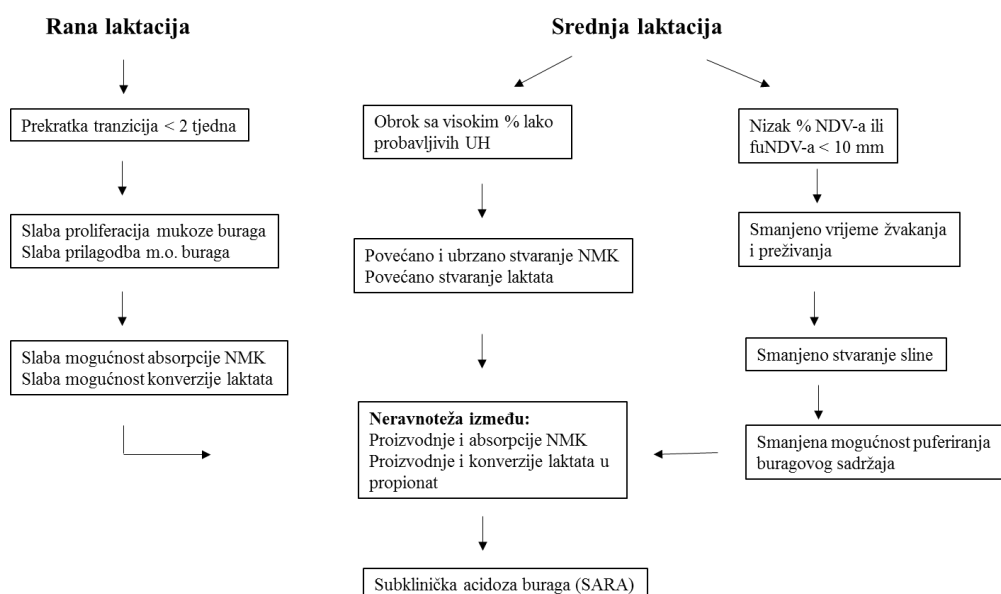 Rana laktacija
Prekratka tranzicija < 2 tjedna
Slaba proliferacija mukoze buraga
Slaba prilagodba m.o. buraga
Slaba mogućnost absorpcije NMK
Slaba mogućnost konverzije laktata
Srednja laktacija
Obrok sa visokim % lako
probavljivih UH
Povećano i ubrzano stvaranje NMK
Povećano stvaranje laktata
Nizak % NDV-a ili
fuNDV-a < 10 mm
Smanjeno vrijeme žvakanja
i preživanja
Smanjeno stvaranje sline
Smanjena mogućnost puferiranja
buragovog sadržaja
Neravnoteža između:
Proizvodnje i absorpcije NMK
Proizvodnje i konverzije laktata u
propionat
Subklinička acidoza buraga (SARA)